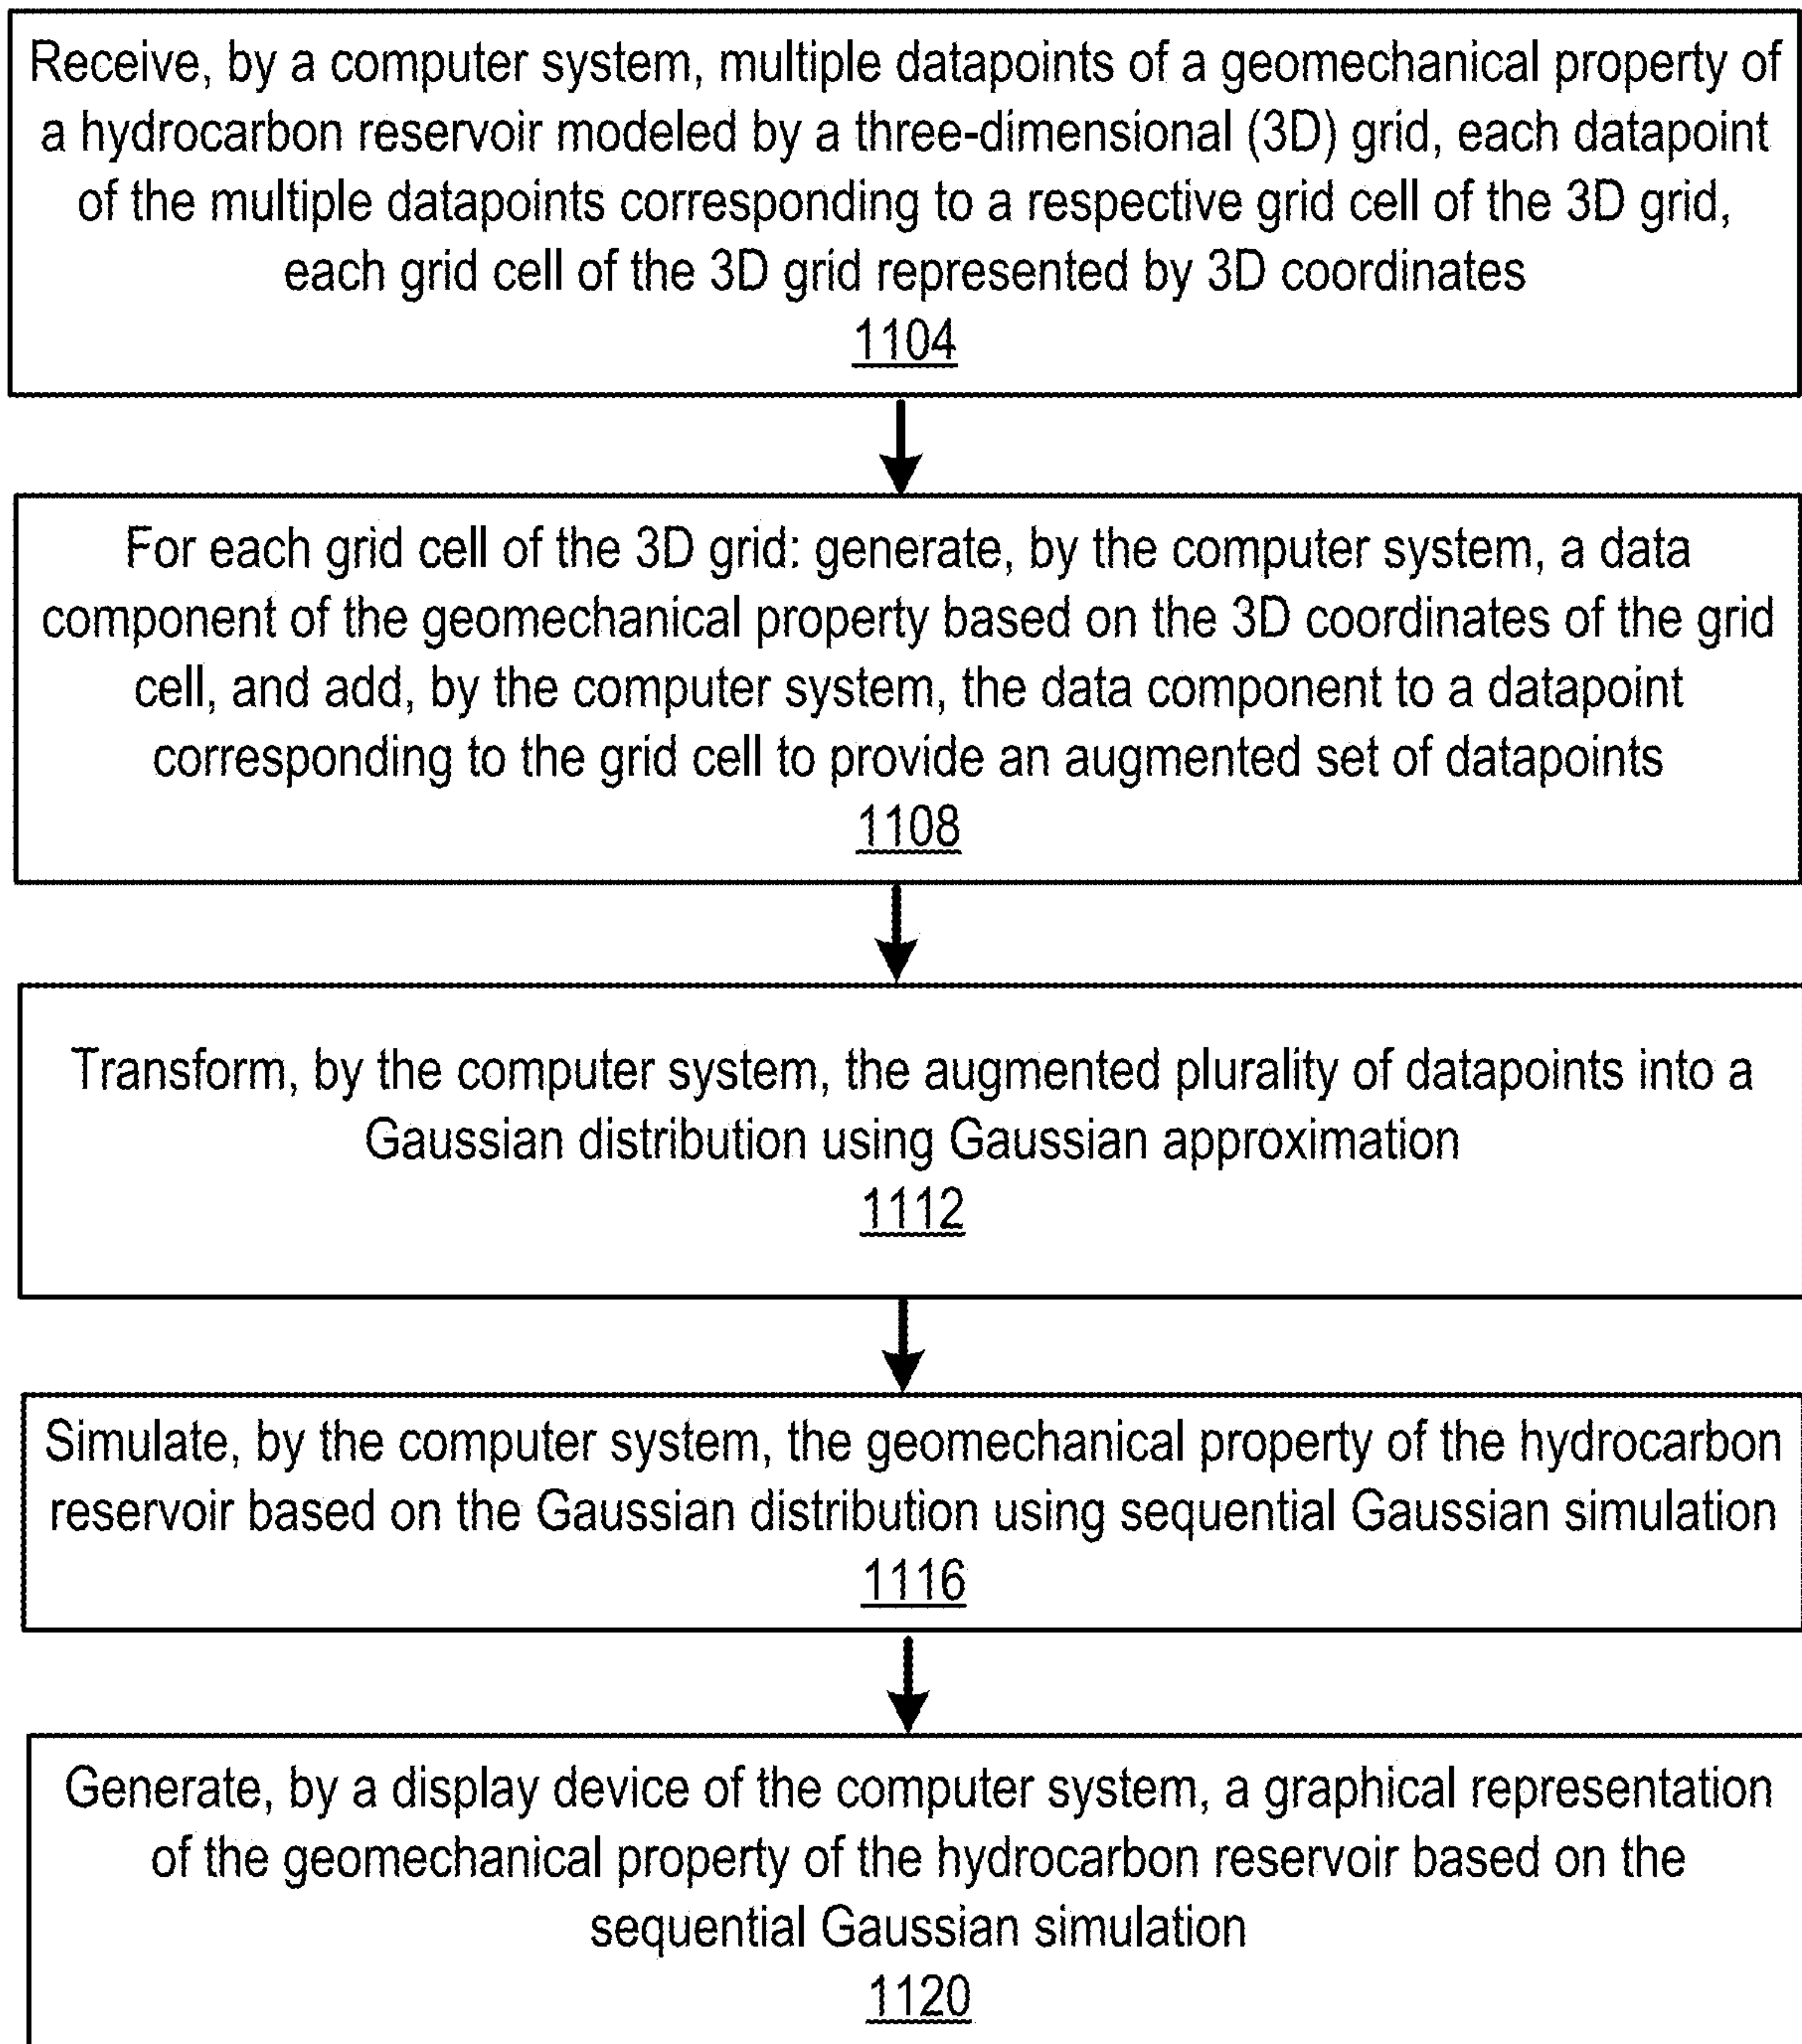 Receive, by a computer system, multiple datapoints of a geomechanical property of
a hydrocarbon reservoir modeled by a three-dimensional (3D) grid, each datapoint
of the multiple datapoints corresponding to a respective grid cell of the 3D grid,
each grid cell of the 3D grid represented by 3D coordinates
1104
For each grid cell of the 3D grid: generate, by the computer system, a data
component of the geomechanical property based on the 3D coordinates of the grid
cell, and add, by the computer system, the data component to a datapoint
corresponding to the grid cell to provide an augmented set of datapoints
1108
Transform, by the computer system, the augmented plurality of datapoints into a
Gaussian distribution using Gaussian approximation
1112
Simulate, by the computer system, the geomechanical property of the hydrocarbon
reservoir based on the Gaussian distribution using sequential Gaussian simulation
1116
Generate, by a display device of the computer system, a graphical representation
of the geomechanical property of the hydrocarbon reservoir based on the
sequential Gaussian simulation
1120